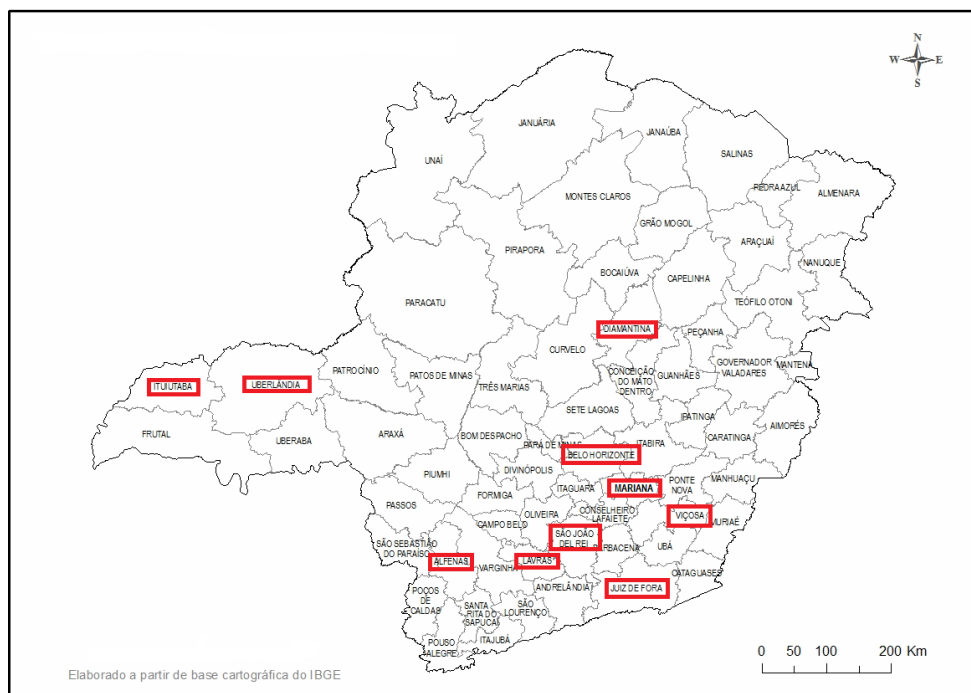 N
W E
S
JANUÁRIA
JANAÚBA
SALINAS
UNAÍ
PEDRA AZUL
ALMENARA
MONTES CLAROS
GRÃO MOGOL
ARAÇUAÍ
PIRAPORA
NANUQUE
BOCAIÚVA
CAPELINHA
PARACATU
TEÓFILO OTONI
DIAMANTINA
PEÇANHA
CURVELO
GOVERNADOR
VALADARES
MANTENA
PATROCÍNIO
PATOS DE MINAS
TRÊS MARIAS
CONCEIÇÃO
DO MATO
DENTRO
GUANHÃES
ITUIUTABA
UBERLÂNDIA
SETE LAGOAS
IPATINGA
AIMORÉS
FRUTAL
UBERABA
ARAXÁ
BOM DESPACHO
PARÁ DE MINAS
ITABIRA
CARATINGA
BELO HORIZONTE
DIVINÓPOLIS
PIUMHI
ITAGUARA
MARIANA
PONTE
NOVA
MANHUAÇU
FORMIGA
PASSOS
OLIVEIRA
CONSELHEIRO
LAFAIETE
VIÇOSA
MURIAÉ
CAMPO BELO
SÃO JOÃO
DEL REI
BARBACENA
UBÁ
SÃO SEBASTIÃO
DO PARAÍSO
ALFENAS
VARGINHA
LAVRAS
CATAGUASES
ANDRELÂNDIA
JUIZ DE FORA
POÇOS
DE
CALDAS
SANTA
RITA DO
SAPUCAÍ
SÃO
LOURENÇO
POUSO
ALEGRE
ITAJUBÁ
0 50 100 200 Km
Elaborado a partir de base cartográfica do IBGE